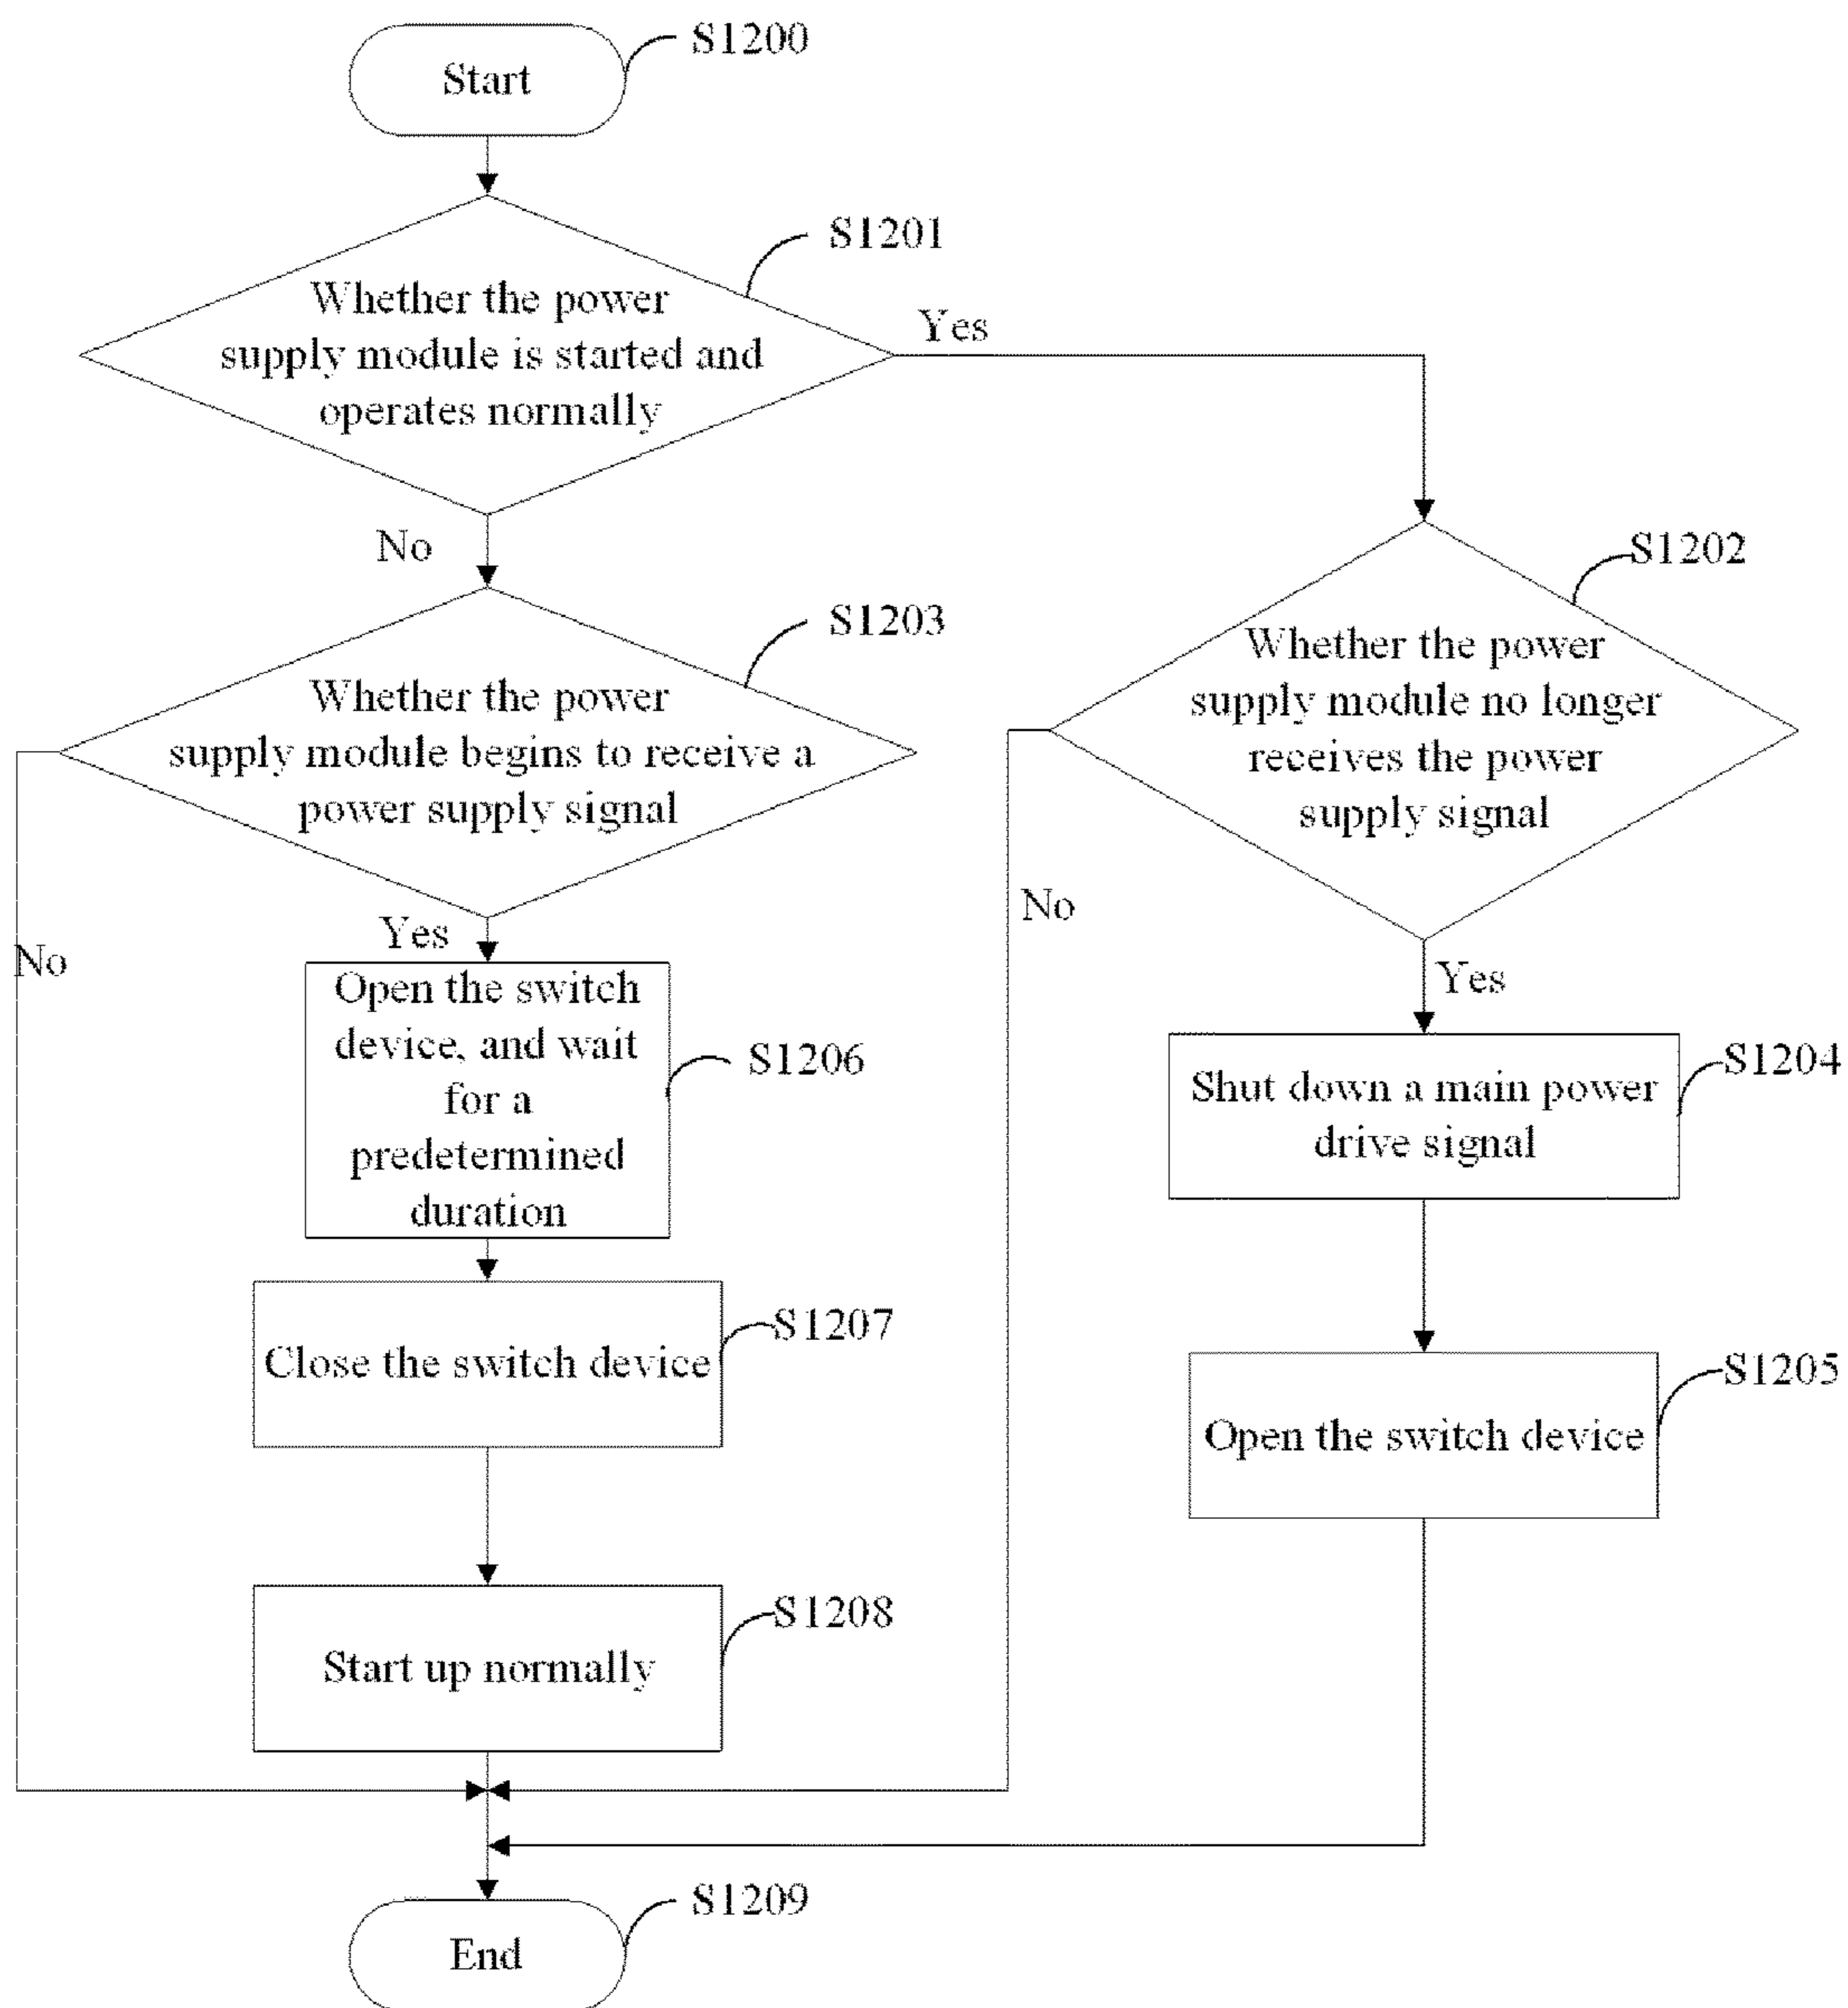 Start
S1200
Whether the power
supply module is started and
operates normally
S1201
Yes
No
Whether the power
supply module begins to receive a
power supply signal
S1203
Whether the power
supply module no longer
receives the power
supply signal
S1202
No
Yes
No
Yes
Open the switch
device, and wait
for a
predetermined
duration
S1206
Shut down a main power
drive signal
S1204
Close the switch device
S1207
Open the switch device
S1205
Start up normally
S1208
End
S1209